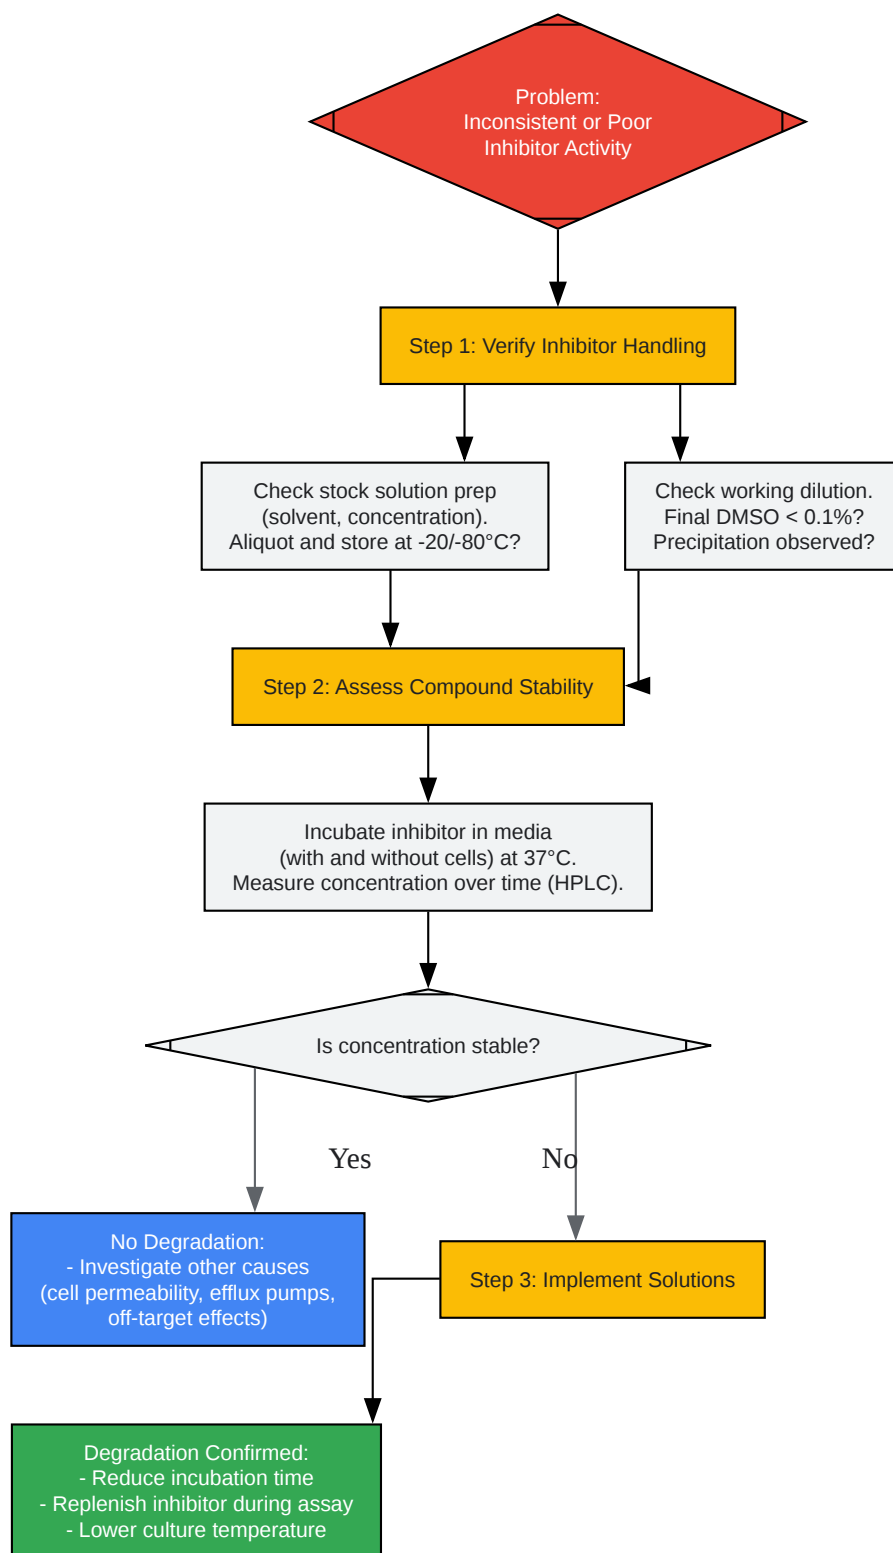 Problem:
Inconsistent or Poor
Inhibitor Activity
Step 1: Verify Inhibitor Handling
Check stock solution prep
(solvent, concentration).
Aliquot and store at -20/-80°C?
Check working dilution.
Final DMSO < 0.1%?
Precipitation observed?
Step 2: Assess Compound Stability
Incubate inhibitor in media
(with and without cells) at 37°C.
Measure concentration over time (HPLC).
Is concentration stable?
Yes
No
No Degradation:
- Investigate other causes
(cell permeability, efflux pumps,
off-target effects)
Step 3: Implement Solutions
Degradation Confirmed:
- Reduce incubation time
- Replenish inhibitor during assay
- Lower culture temperature